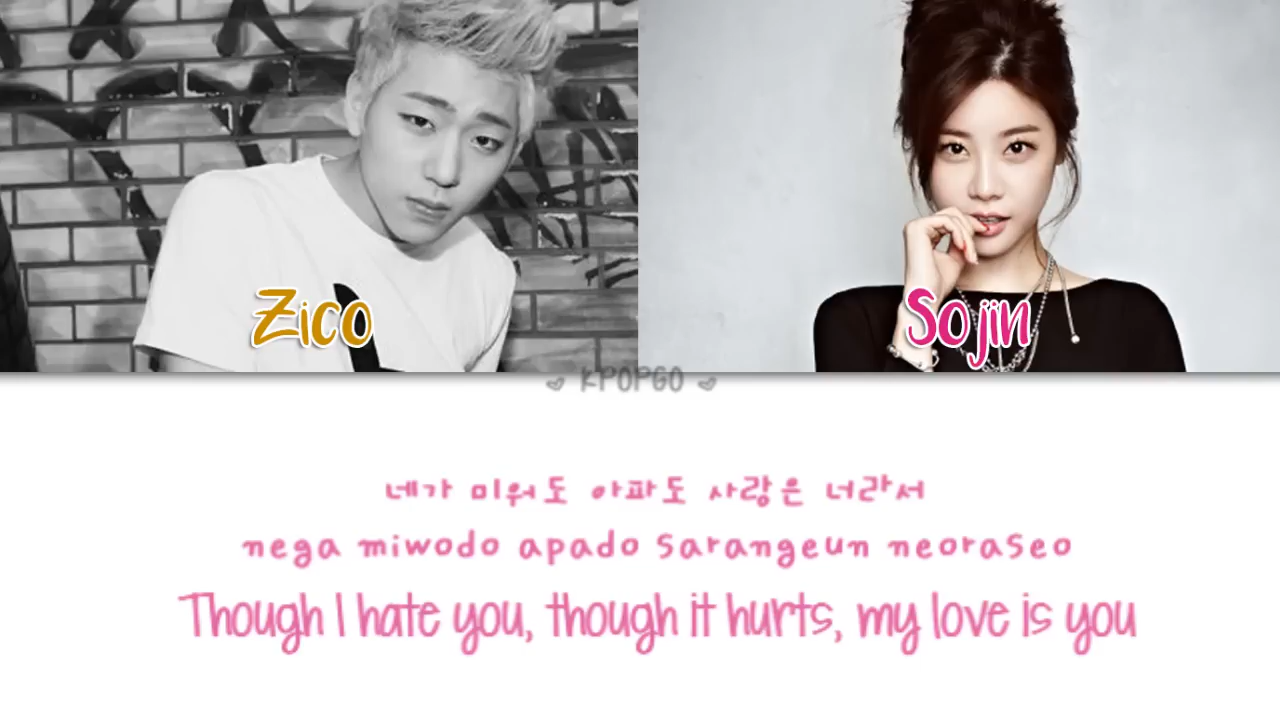 Zico
Sojin
KPOPGO
네가 미워도 아파도 사랑은 너라서
nega miwodo apado sarangeun neoraseo
Though I hate you, though it hurts, my love is you